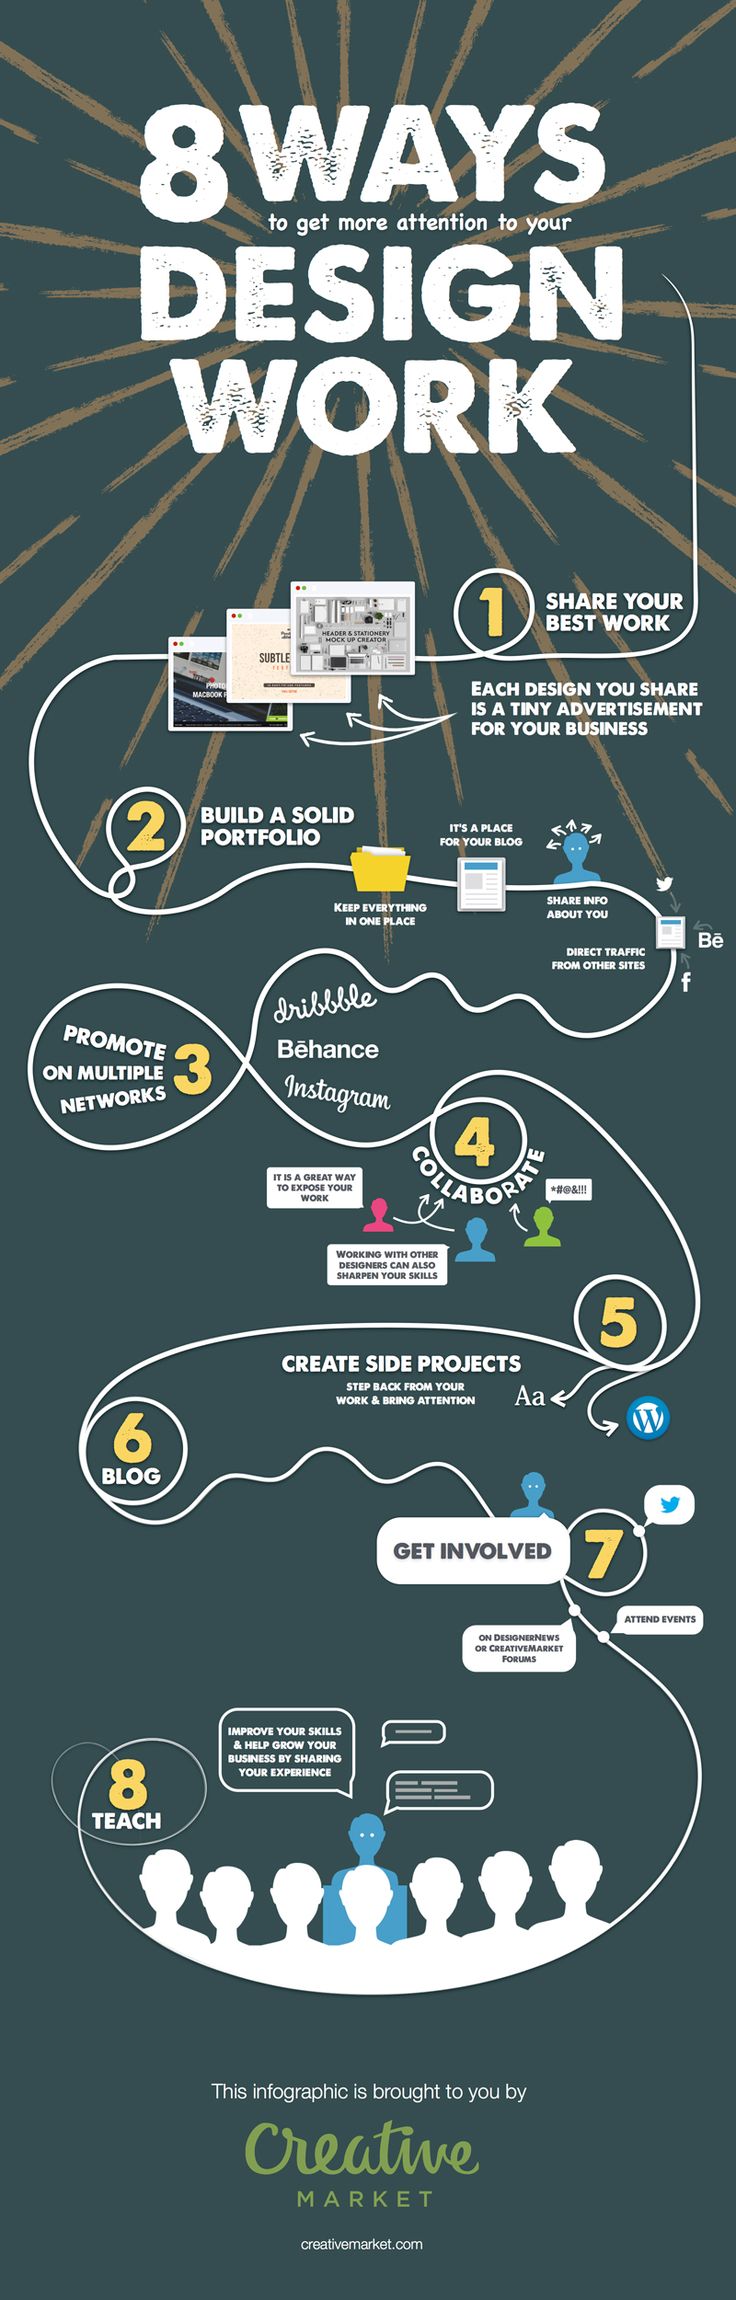 8 WAYS
to get more attention to your
DESIGN
WORK
1
SHARE YOUR
BEST WORK
HEADER & STATIONERY
MOCK UP CREATOR
SUBTLE
MACBOOK
EACH DESIGN YOU SHARE
IS A TINY ADVERTISEMENT
FOR YOUR BUSINESS
2
BUILD A SOLID
PORTFOLIO
KEEP EVERYTHING
IN ONE PLACE
IT'S A PLACE
FOR YOUR BLOG
SHARE INFO
ABOUT YOU
DIRECT TRAFFIC
FROM OTHER SITES
Bē
f
PROMOTE
ON MULTIPLE
NETWORKS
3
dribbble
Bēhance
Instagram
4
COLLABORATE
IT IS A GREAT WAY
TO EXPOSE YOUR
WORK
*#@&!!!
WORKING WITH OTHER
DESIGNERS CAN ALSO
SHARPEN YOUR SKILLS
5
CREATE SIDE PROJECTS
STEP BACK FROM YOUR
WORK & BRING ATTENTION
Aa
W
6
BLOG
7
GET INVOLVED
ATTEND EVENTS
ON DESIGNERNEWS
OR CREATIVEMARKET
FORUMS
8
TEACH
IMPROVE YOUR SKILLS
& HELP GROW YOUR
BUSINESS BY SHARING
YOUR EXPERIENCE
This infographic is brought to you by
Creative
MARKET
creativemarket.com